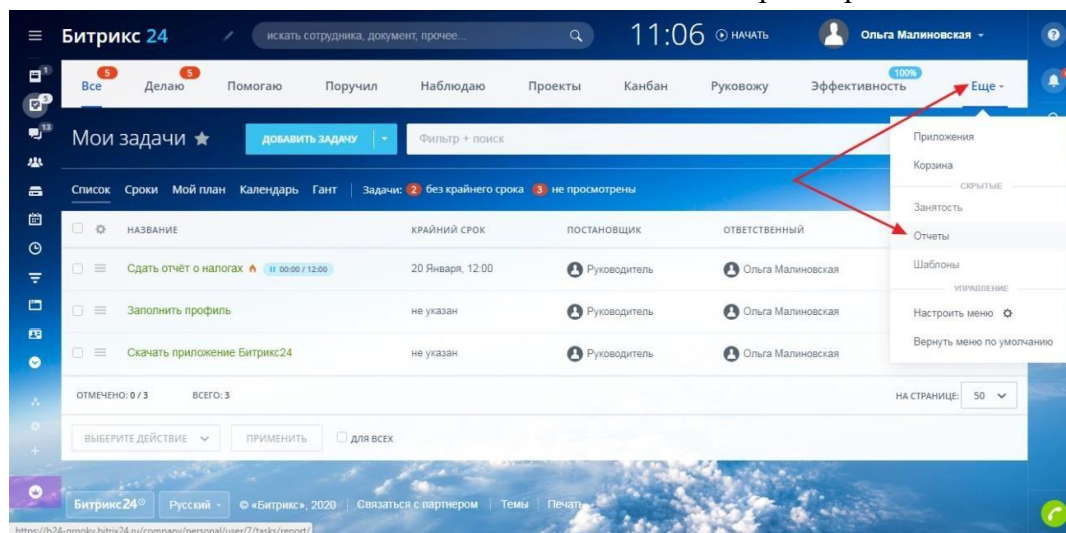 Битрикс 24
искать сотрудника, документ, прочее...
11:06 НАЧАТЬ
Ольга Малиновская
1
5
13
5 5 100%
Все Делаю Помогаю Поручил Наблюдаю Проекты Канбан Руковожу Эффективность Еще
Мои задачи ДОБАВИТЬ ЗАДАЧУ Фильтр + поиск
Список Сроки Мой план Календарь Гант Задачи: 2 без крайнего срока 3 не просмотрены
НАЗВАНИЕ КРАЙНИЙ СРОК ПОСТАНОВЩИК ОТВЕТСТВЕННЫЙ
Сдать отчёт о налогах 00:00 / 12:00 20 Января, 12:00 Руководитель Ольга Малиновская
Заполнить профиль не указан Руководитель Ольга Малиновская
Скачать приложение Битрикс24 не указан Руководитель Ольга Малиновская
ОТМЕЧЕНО: 0 / 3 ВСЕГО: 3 НА СТРАНИЦЕ: 50
ВЫБЕРИТЕ ДЕЙСТВИЕ ПРИМЕНИТЬ ДЛЯ ВСЕХ
Приложения
Корзина
СКРЫТЫЕ
Занятость
Отчеты
Шаблоны
УПРАВЛЕНИЕ
Настроить меню
Вернуть меню по умолчанию
Битрикс24 Русский © «Битрикс», 2020 Связаться с партнером Темы Печать